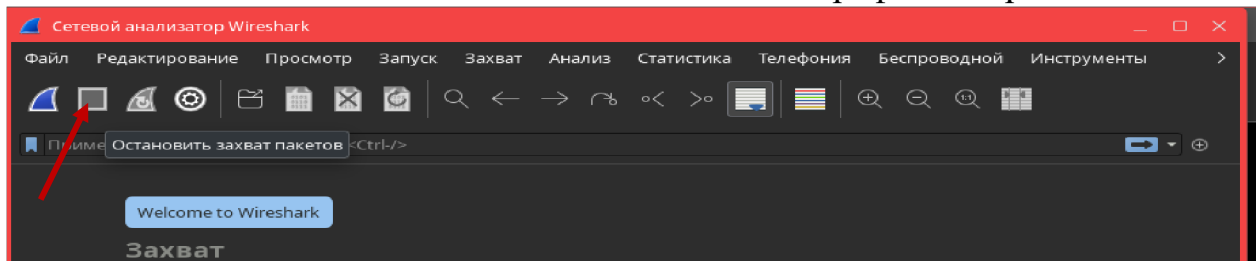 Сетевой анализатор Wireshark
Файл Редактирование Просмотр Запуск Захват Анализ Статистика Телефония Беспроводной Инструменты >
Остановить захват пакетов <Ctrl-/>
Welcome to Wireshark
Захват